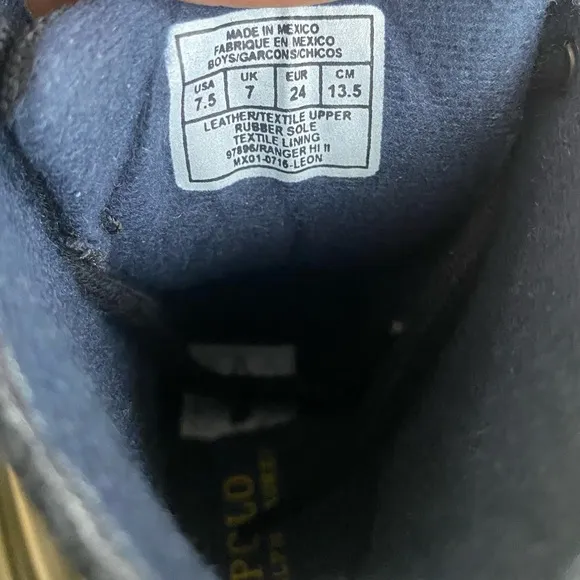 MADE IN MEXICO
FABRIQUE EN MEXICO
BOYS/GARCONS/CHICOS
USA UK EUR CM
7.5 7 24 13.5
LEATHER/TEXTILE UPPER
RUBBER SOLE
TEXTILE LINING
97896/RANGER HI II
MX01-0716-LEON
POLO